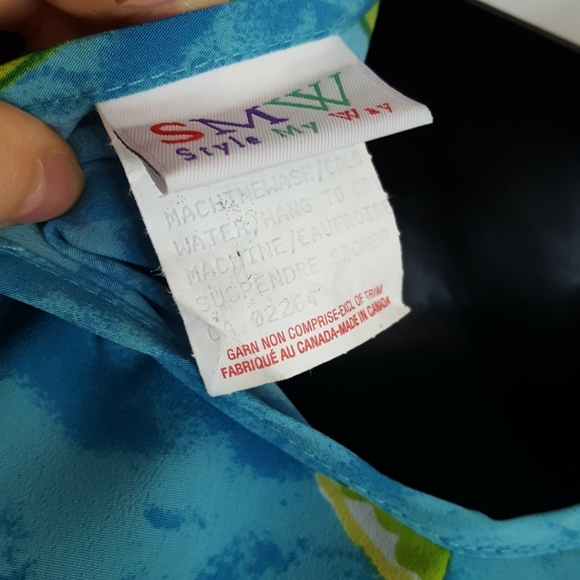 SMW
Style My Way
MACHINEWASH/COLD
WATER/HANG TO DRY
MACHINE/EAUFROIDE
SUSPENDRE SECHER
CA 02264
GARN NON COMPRISE-EXCL OF TRIM
FABRIQUÉ AU CANADA-MADE IN CANADA